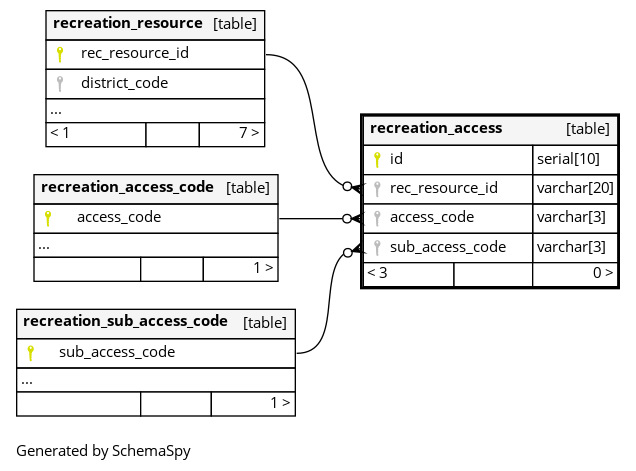 recreation_resource [table]
rec_resource_id
district_code
...
< 1 7 >
recreation_access_code [table]
access_code
...
1 >
recreation_sub_access_code [table]
sub_access_code
...
1 >
recreation_access [table]
id serial[10]
rec_resource_id varchar[20]
access_code varchar[3]
sub_access_code varchar[3]
< 3 0 >
Generated by SchemaSpy